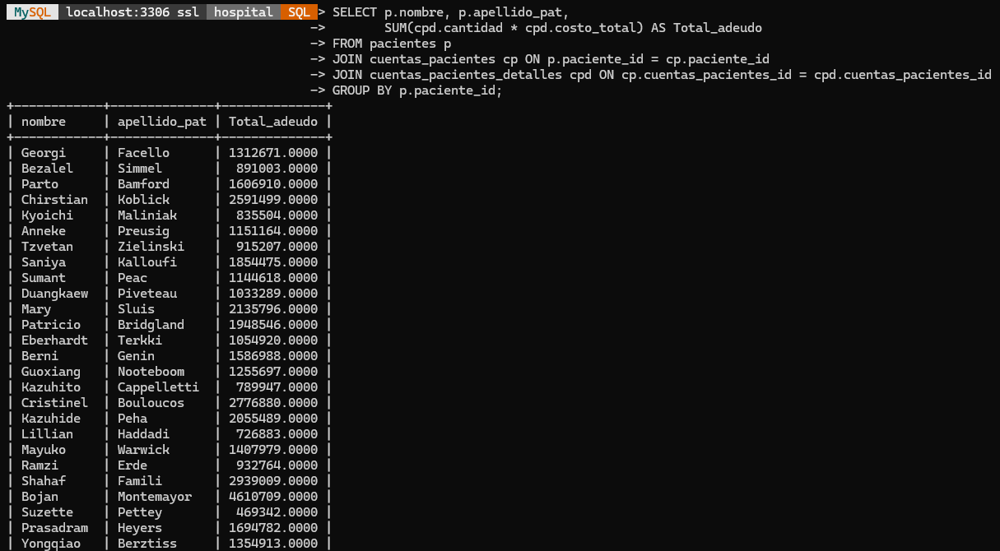 MySQL localhost:3306 ssl hospital SQL > SELECT p.nombre, p.apellido_pat,
-> SUM(cpd.cantidad * cpd.costo_total) AS Total_adeudo
-> FROM pacientes p
-> JOIN cuentas_pacientes cp ON p.paciente_id = cp.paciente_id
-> JOIN cuentas_pacientes_detalles cpd ON cp.cuentas_pacientes_id = cpd.cuentas_pacientes_id
-> GROUP BY p.paciente_id;
+------------+--------------+--------------+
| nombre | apellido_pat | Total_adeudo |
+------------+--------------+--------------+
| Georgi | Facello | 1312671.0000 |
| Bezalel | Simmel | 891003.0000 |
| Parto | Bamford | 1606910.0000 |
| Chirstian | Koblick | 2591499.0000 |
| Kyoichi | Maliniak | 835504.0000 |
| Anneke | Preusig | 1151164.0000 |
| Tzvetan | Zielinski | 915207.0000 |
| Saniya | Kalloufi | 1854475.0000 |
| Sumant | Peac | 1144618.0000 |
| Duangkaew | Piveteau | 1033289.0000 |
| Mary | Sluis | 2135796.0000 |
| Patricio | Bridgland | 1948546.0000 |
| Eberhardt | Terkki | 1054920.0000 |
| Berni | Genin | 1586988.0000 |
| Guoxiang | Nooteboom | 1255697.0000 |
| Kazuhito | Cappelletti | 789947.0000 |
| Cristinel | Bouloucos | 2776880.0000 |
| Kazuhide | Peha | 2055489.0000 |
| Lillian | Haddadi | 726883.0000 |
| Mayuko | Warwick | 1407979.0000 |
| Ramzi | Erde | 932764.0000 |
| Shahaf | Famili | 2939009.0000 |
| Bojan | Montemayor | 4610709.0000 |
| Suzette | Pettey | 469342.0000 |
| Prasadram | Heyers | 1694782.0000 |
| Yongqiao | Berztiss | 1354913.0000 |